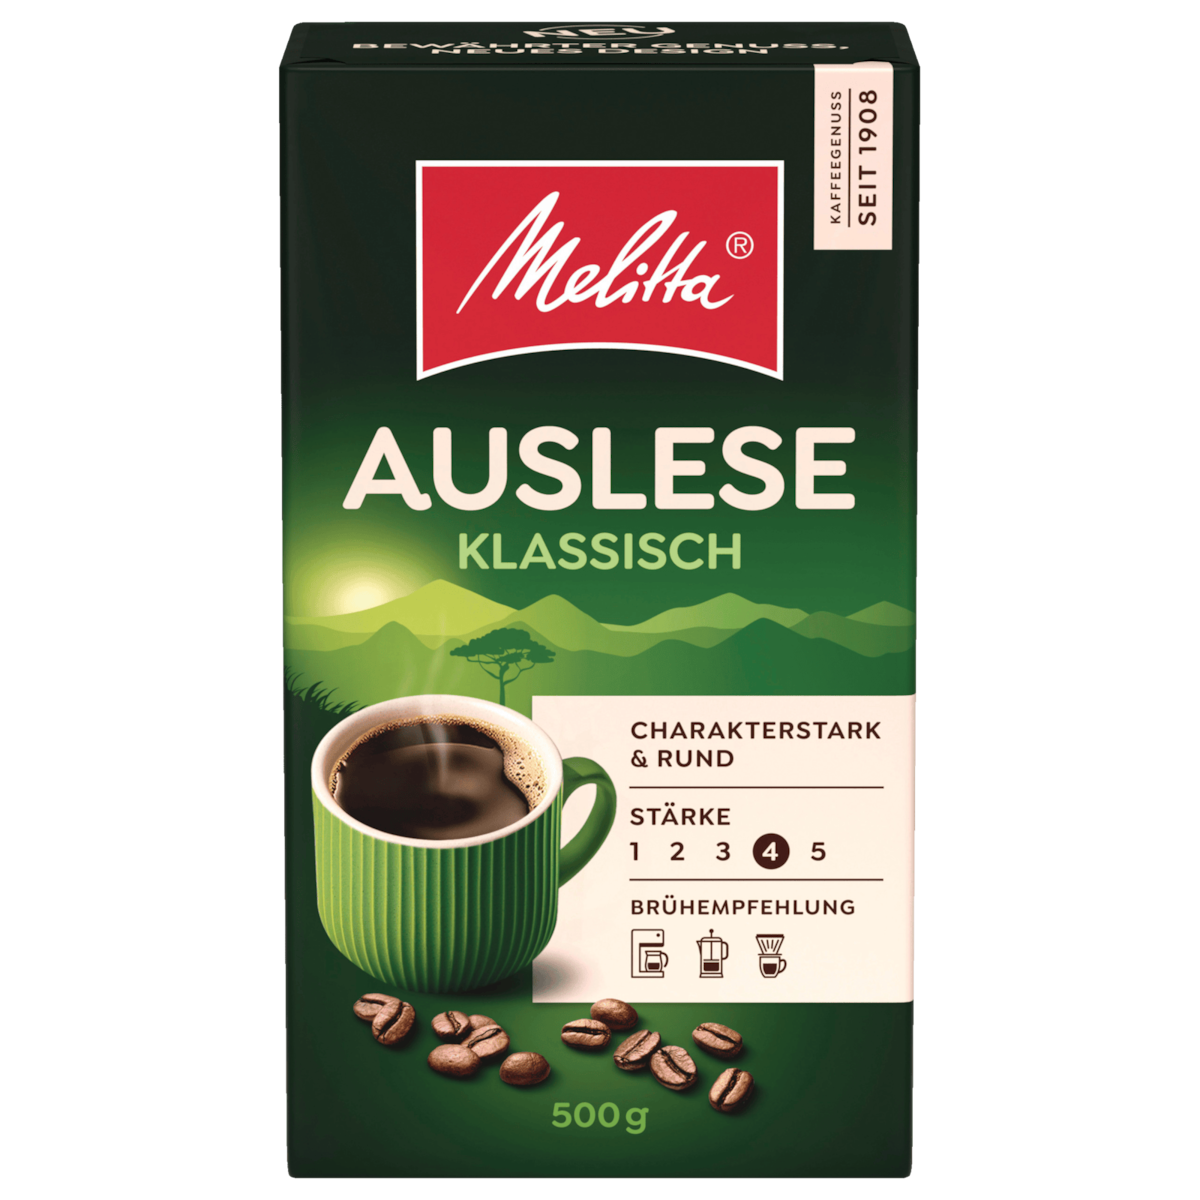 NEU
BEWÄHRTER GENUSS,
NEUES DESIGN
KAFFEEGENUSS
SEIT 1908
Melitta®
AUSLESE
KLASSISCH
CHARAKTERSTARK
& RUND
STÄRKE
1 2 3 4 5
BRÜHEMPFEHLUNG
500g